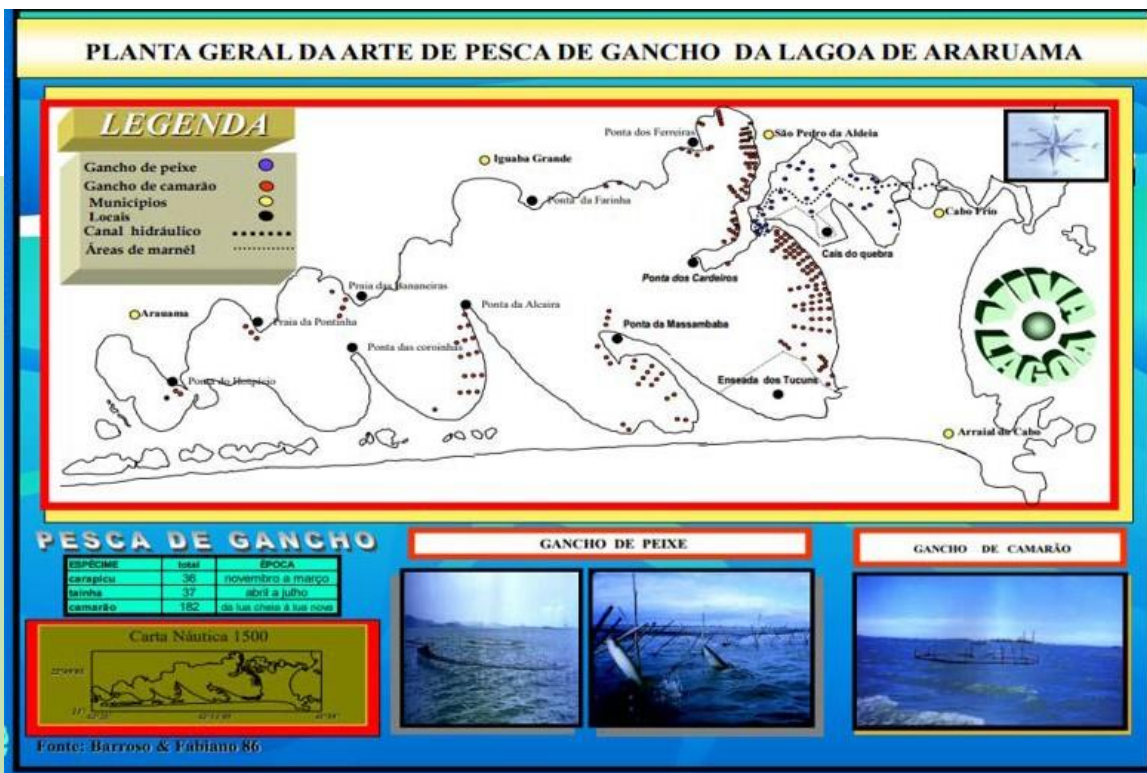 PLANTA GERAL DA ARTE DE PESCA DE GANCHO DA LAGOA DE ARARUAMA
LEGENDA
Gancho de peixe
Gancho de camarão
Municípios
Locais
Canal hidráulico
Áreas de marnél
Ponta dos Ferreiras
São Pedro da Aldeia
Iguaba Grande
Ponta da Farinha
Cabo Frio
Cais do quebra
Ponta dos Cardeiros
Praia das Bananeiras
Ponta da Alcaira
Arauama
Praia da Pontinha
Ponta da Massambaba
Ponta das coroinhas
Ponta do Hotpício
Enseada dos Tucuns
Arraial do Cabo
VIVA
LAGOA
PESCA DE GANCHO
ESPÉCIME total ÉPOCA
carapicu 36 novembro a março
tainha 37 abril a julho
camarão 182 da lua cheia à lua nova
GANCHO DE PEIXE
GANCHO DE CAMARÃO
Carta Náutica 1500
Fonte: Barroso & Fabiano 86